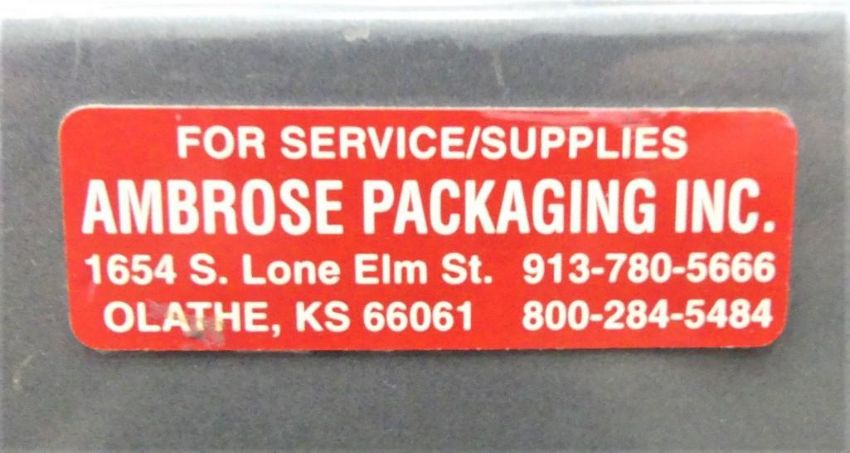 FOR SERVICE/SUPPLIES
AMBROSE PACKAGING INC.
1654 S. Lone Elm St. 913-780-5666
OLATHE, KS 66061 800-284-5484